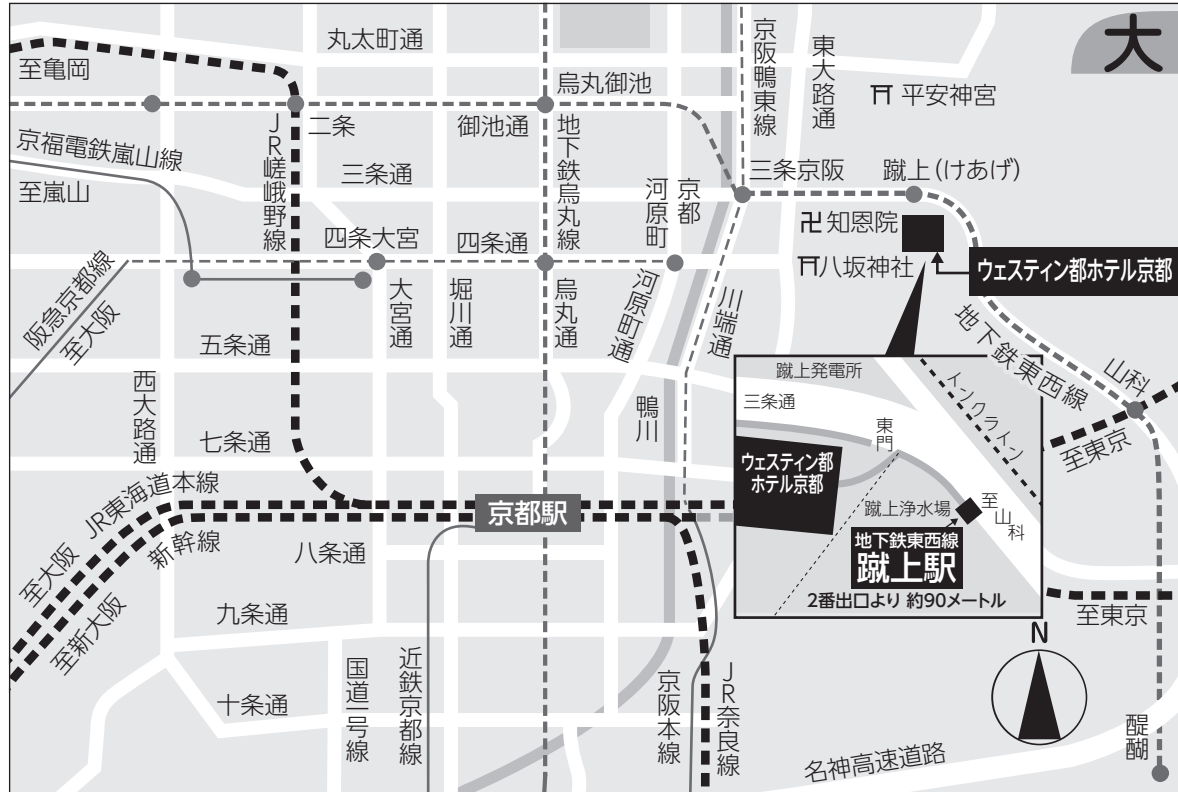 丸太町通
至亀岡
烏丸御池
京阪鴨東線
東大路通
大
平安神宮
二条
御池通
京福電鉄嵐山線
至嵐山
JR嵯峨野線
三条通
地下鉄烏丸線
京都
河原町
三条京阪
蹴上(けあげ)
卍知恩院
八坂神社
ウェスティン都ホテル京都
四条大宮
四条通
阪急京都線
至大阪
大宮通
堀川通
烏丸通
河原町通
川端通
地下鉄東西線
山科
五条通
西大路通
鴨川
七条通
至東京
蹴上発電所
三条通
インクライン
東門
ウェスティン都
ホテル京都
蹴上浄水場
至山科
地下鉄東西線
蹴上駅
2番出口より 約90メートル
JR東海道本線
新幹線
京都駅
至大阪
至新大阪
八条通
九条通
十条通
国道一号線
近鉄京都線
京阪本線
JR奈良線
至東京
N
醍醐
名神高速道路